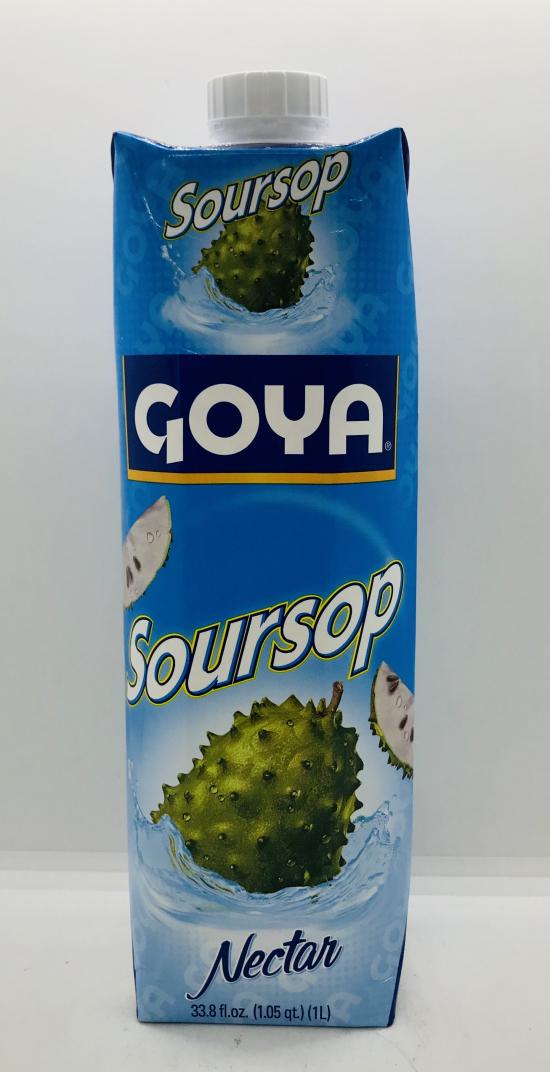 Soursop
GOYA®
Soursop
Nectar
33.8 fl.oz. (1.05 qt.) (1L)